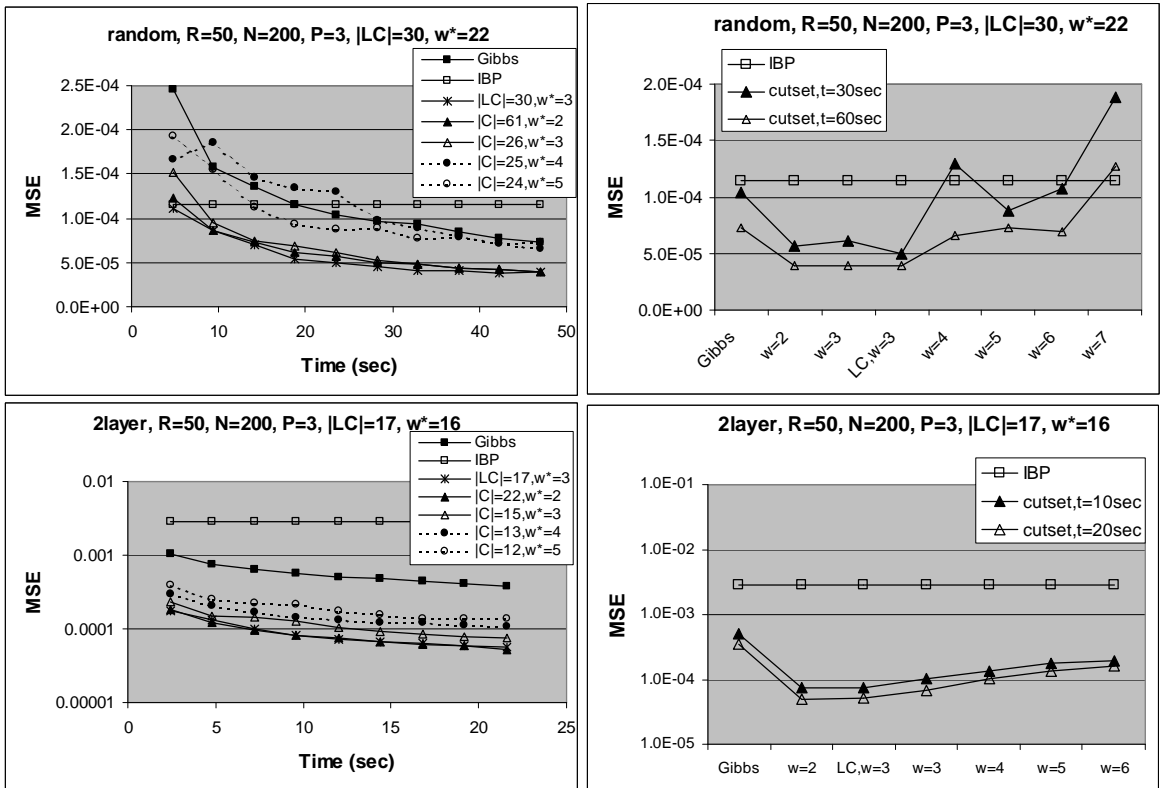 random, R=50, N=200, P=3, |LC|=30, w*=22
Gibbs
IBP
|LC|=30,w*=3
|C|=61,w*=2
|C|=26,w*=3
|C|=25,w*=4
|C|=24,w*=5
2.5E-04
2.0E-04
1.5E-04
1.0E-04
5.0E-05
0.0E+00
MSE
0 10 20 30 40 50
Time (sec)
random, R=50, N=200, P=3, |LC|=30, w*=22
IBP
cutset,t=30sec
cutset,t=60sec
2.0E-04
1.5E-04
1.0E-04
5.0E-05
0.0E+00
MSE
Gibbs w=2 w=3 LC,w=3 w=4 w=5 w=6 w=7
2layer, R=50, N=200, P=3, |LC|=17, w*=16
Gibbs
IBP
|LC|=17,w*=3
|C|=22,w*=2
|C|=15,w*=3
|C|=13,w*=4
|C|=12,w*=5
0.01
0.001
0.0001
0.00001
MSE
0 5 10 15 20 25
Time (sec)
2layer, R=50, N=200, P=3, |LC|=17, w*=16
IBP
cutset,t=10sec
cutset,t=20sec
1.0E-01
1.0E-02
1.0E-03
1.0E-04
1.0E-05
MSE
Gibbs w=2 LC,w=3 w=3 w=4 w=5 w=6